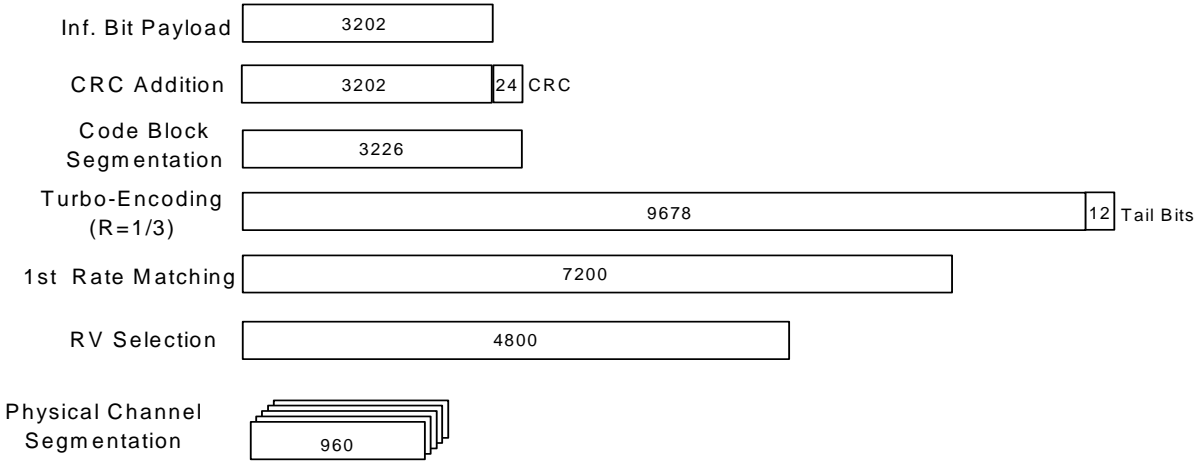 Inf. Bit Payload 3202
CRC Addition 3202 24 CRC
Code Block
Segmentation 3226
Turbo-Encoding
(R=1/3) 9678 12 Tail Bits
1st Rate Matching 7200
RV Selection 4800
Physical Channel
Segmentation 960